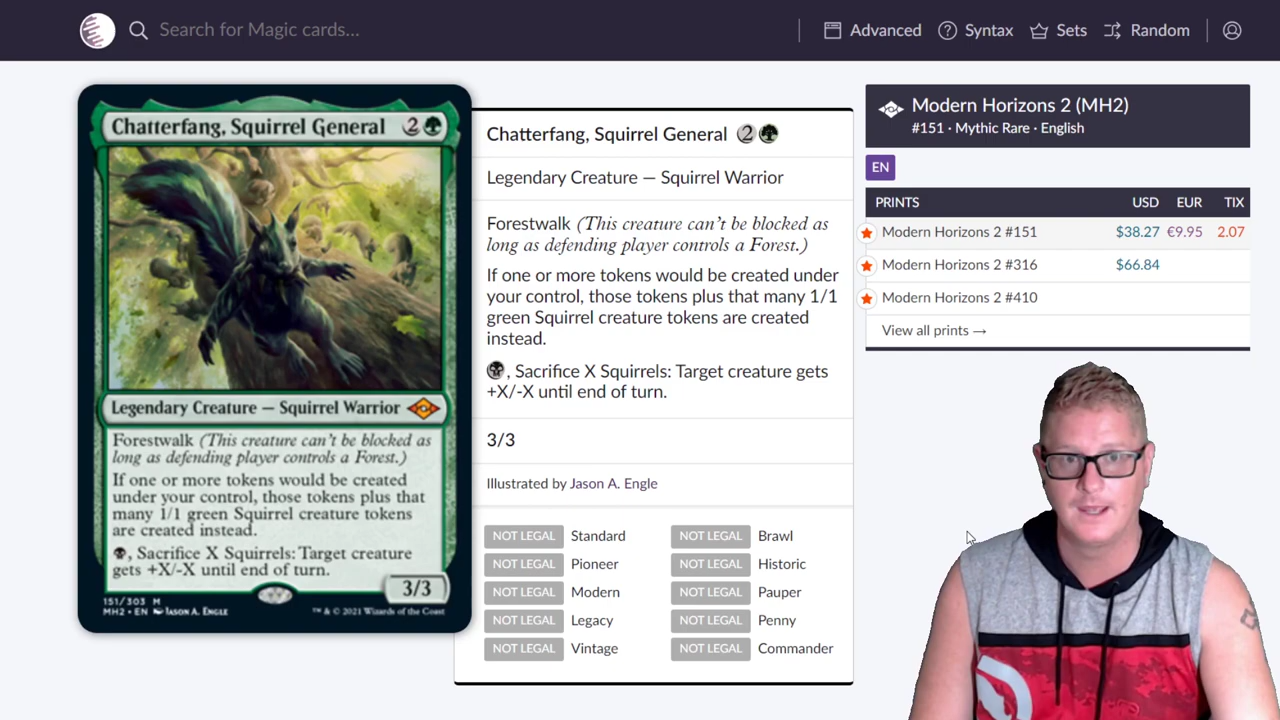 Search for Magic cards...
Advanced
Syntax
Sets
Random
Chatterfang, Squirrel General 2
Legendary Creature — Squirrel Warrior
Forestwalk (This creature can't be blocked as
long as defending player controls a Forest.)
If one or more tokens would be created
under your control, those tokens plus that
many 1/1 green Squirrel creature tokens
are created instead.
, Sacrifice X Squirrels: Target creature
gets +X/-X until end of turn.
3/3
151/303 M
MH2 • EN Jason A. Engle
™ & © 2021 Wizards of the Coast
Chatterfang, Squirrel General 2
Legendary Creature — Squirrel Warrior
Forestwalk (This creature can't be blocked as
long as defending player controls a Forest.)
If one or more tokens would be created under
your control, those tokens plus that many 1/1
green Squirrel creature tokens are created
instead.
, Sacrifice X Squirrels: Target creature gets
+X/-X until end of turn.
3/3
Illustrated by Jason A. Engle
NOT LEGAL Standard NOT LEGAL Brawl
NOT LEGAL Pioneer NOT LEGAL Historic
NOT LEGAL Modern NOT LEGAL Pauper
NOT LEGAL Legacy NOT LEGAL Penny
NOT LEGAL Vintage NOT LEGAL Commander
Modern Horizons 2 (MH2)
#151 · Mythic Rare · English
EN
PRINTS USD EUR TIX
Modern Horizons 2 #151 $38.27 €9.95 2.07
Modern Horizons 2 #316 $66.84
Modern Horizons 2 #410
View all prints →